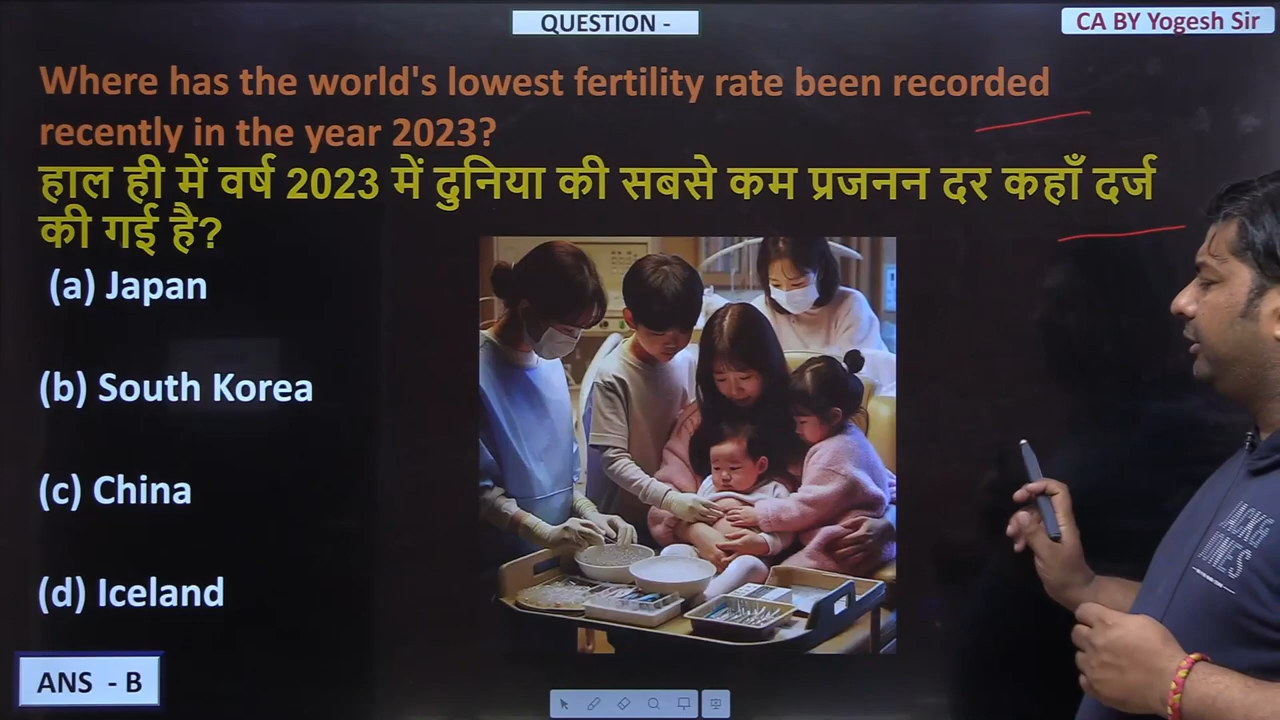 QUESTION -
CA BY Yogesh Sir
Where has the world's lowest fertility rate been recorded
recently in the year 2023?
हाल ही में वर्ष 2023 में दुनिया की सबसे कम प्रजनन दर कहाँ दर्ज
की गई है?
(a) Japan
(b) South Korea
(c) China
(d) Iceland
ANS - B